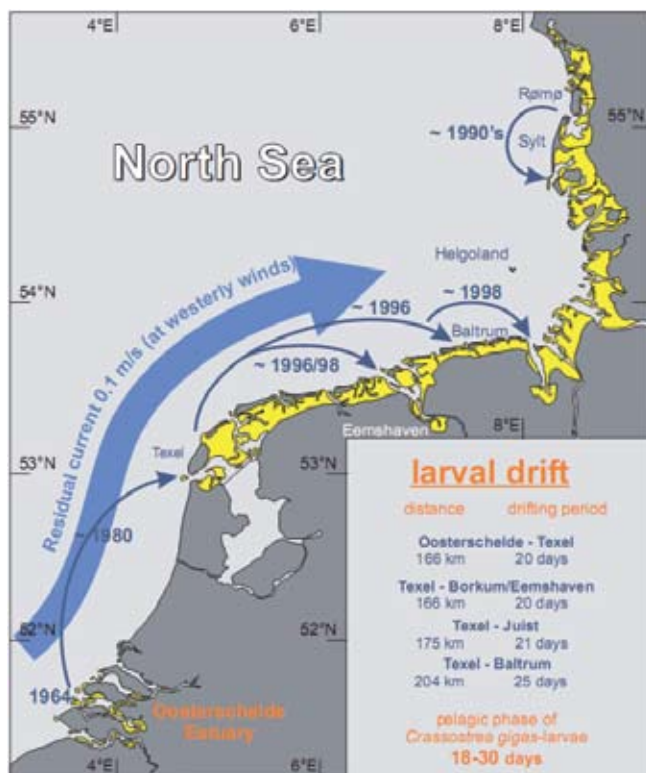 4°E
6°E
8°E
55°N
55°N
Rømø
Sylt
~ 1990's
North Sea
Helgoland
54°N
54°N
~ 1996
~ 1998
Baltrum
~ 1996/98
Residual current 0.1 m/s (at westerly winds)
8°E
Eemshaven
Texel
53°N
53°N
~ 1980
52°N
52°N
1964
Oosterschelde
Estuary
4°E
6°E
larval drift
distance drifting period
Oosterschelde - Texel
166 km 20 days
Texel - Borkum/Eemshaven
166 km 20 days
Texel - Juist
175 km 21 days
Texel - Baltrum
204 km 25 days
pelagic phase of
Crassostrea gigas-larvae
18-30 days